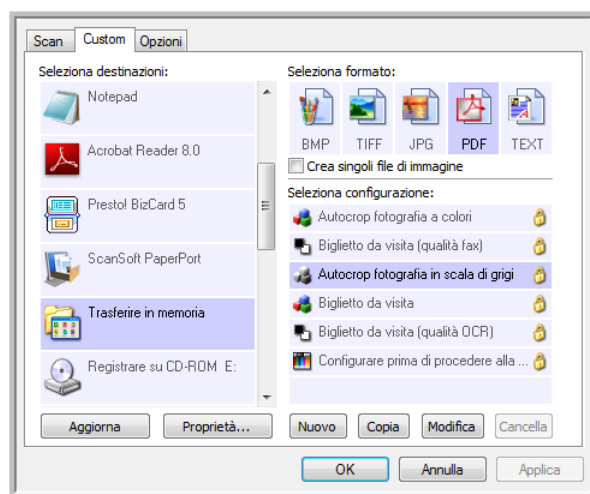 Scan Custom Opzioni
Seleziona destinazioni:
Notepad
Acrobat Reader 8.0
Presto! BizCard 5
ScanSoft PaperPort
Trasferire in memoria
Registrare su CD-ROM E:
Aggiorna Proprietà...
Seleziona formato:
BMP TIFF JPG PDF TEXT
Crea singoli file di immagine
Seleziona configurazione:
Autocrop fotografia a colori
Biglietto da visita (qualità fax)
Autocrop fotografia in scala di grigi
Biglietto da visita
Biglietto da visita (qualità OCR)
Configurare prima di procedere alla ...
Nuovo Copia Modifica Cancella
OK Annulla Applica